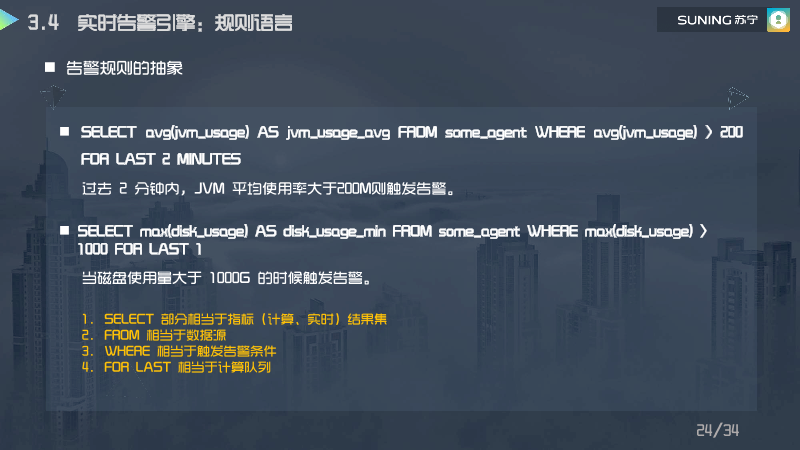 3.4 实时告警引擎：规则语言
SUNING 苏宁
■ 告警规则的抽象
■ SELECT avg(jvm_usage) AS jvm_usage_avg FROM some_agent WHERE avg(jvm_usage) > 200
FOR LAST 2 MINUTES
过去 2 分钟内，JVM 平均使用率大于200M则触发告警。
■ SELECT max(disk_usage) AS disk_usage_min FROM some_agent WHERE max(disk_usage) >
1000 FOR LAST 1
当磁盘使用量大于 1000G 的时候触发告警。
1. SELECT 部分相当于指标（计算、实时）结果集
2. FROM 相当于数据源
3. WHERE 相当于触发告警条件
4. FOR LAST 相当于计算队列
24/34